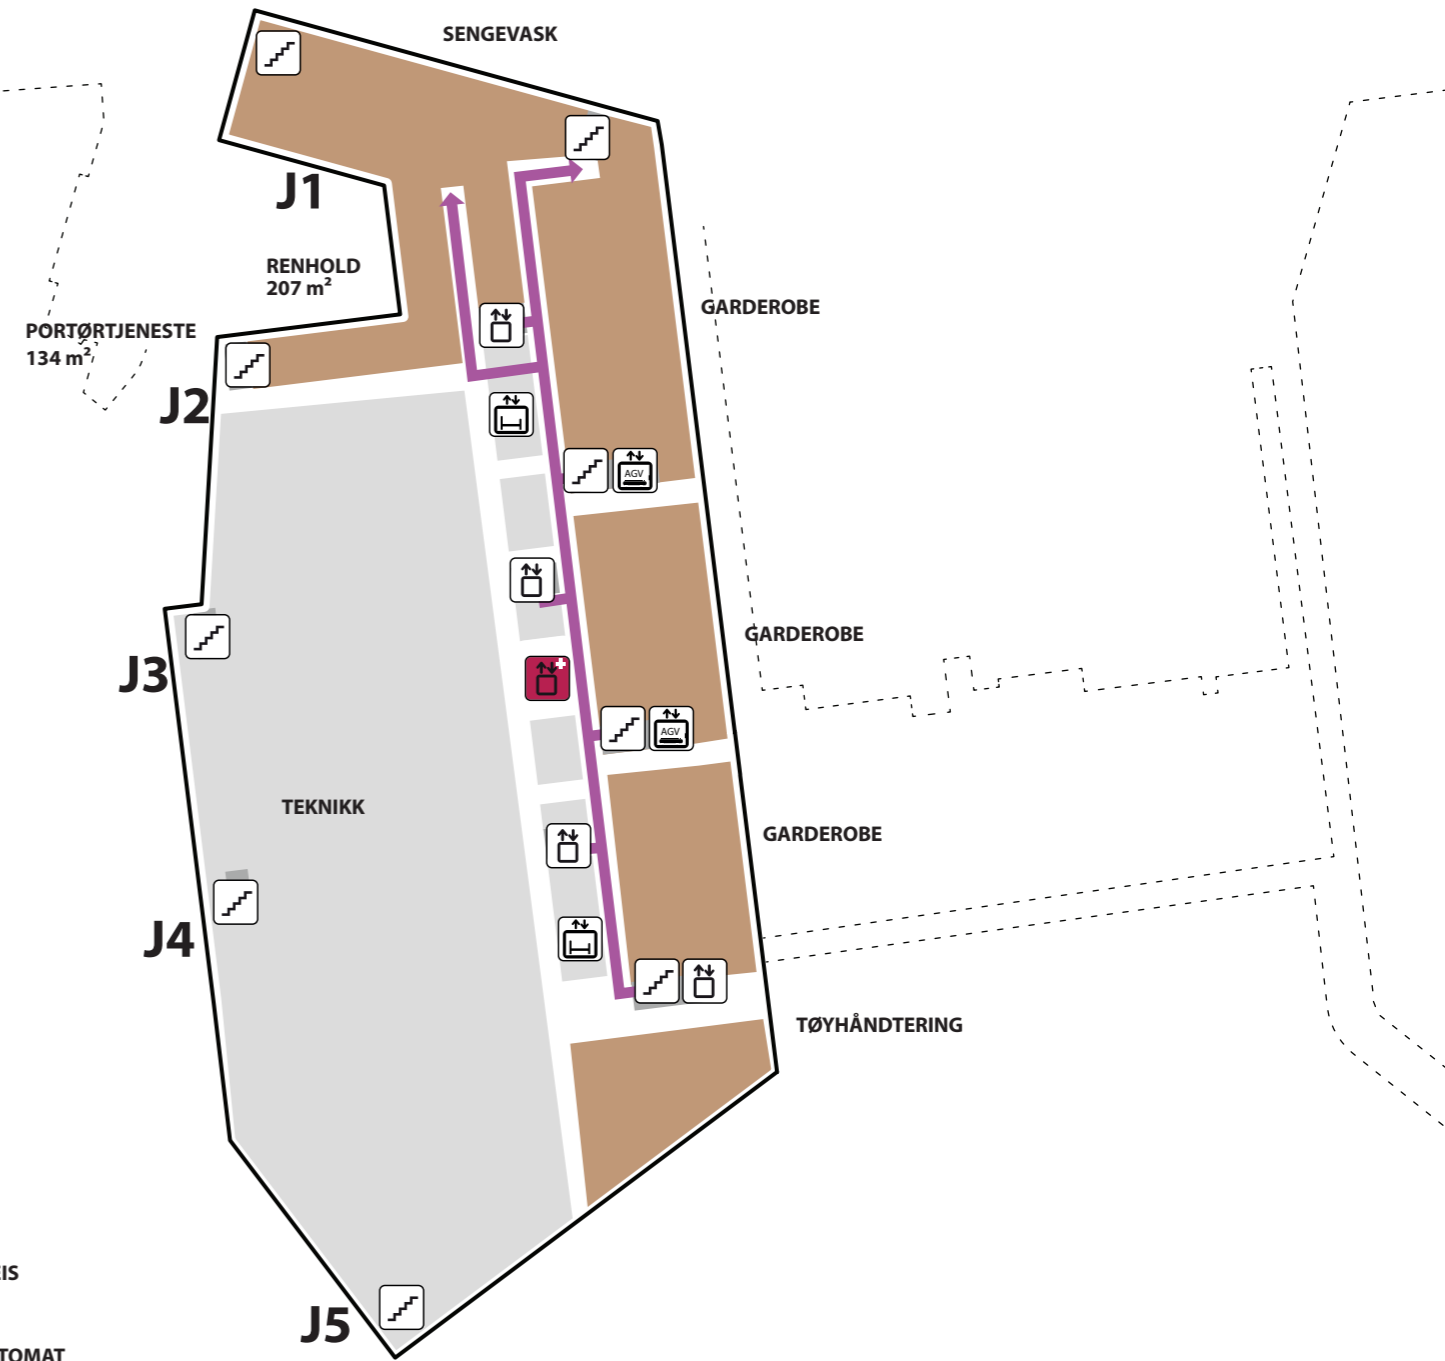 SENGEVASK
J1
RENHOLD
207 m²
GARDEROBE
PORTØRTJENESTE
134 m²
J2
AGV
GARDEROBE
J3
AGV
TEKNIKK
GARDEROBE
J4
TØYHÅNDTERING
J5